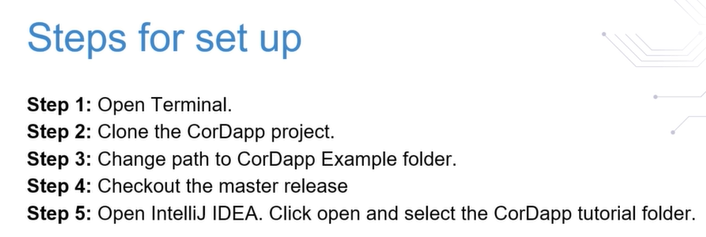 Steps for set up
Step 1: Open Terminal.
Step 2: Clone the CorDapp project.
Step 3: Change path to CorDapp Example folder.
Step 4: Checkout the master release
Step 5: Open IntelliJ IDEA. Click open and select the CorDapp tutorial folder.